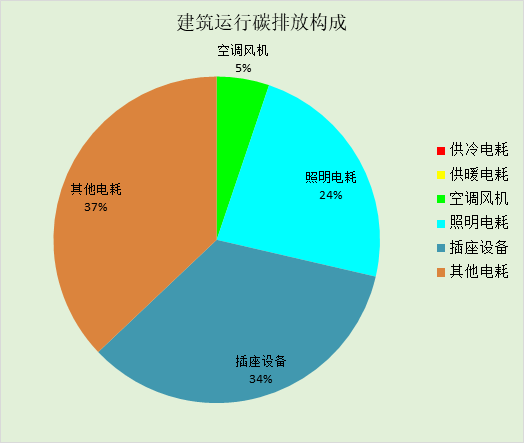 建筑运行碳排放构成
空调风机
5%
照明电耗
24%
插座设备
34%
其他电耗
37%
供冷电耗
供暖电耗
空调风机
照明电耗
插座设备
其他电耗